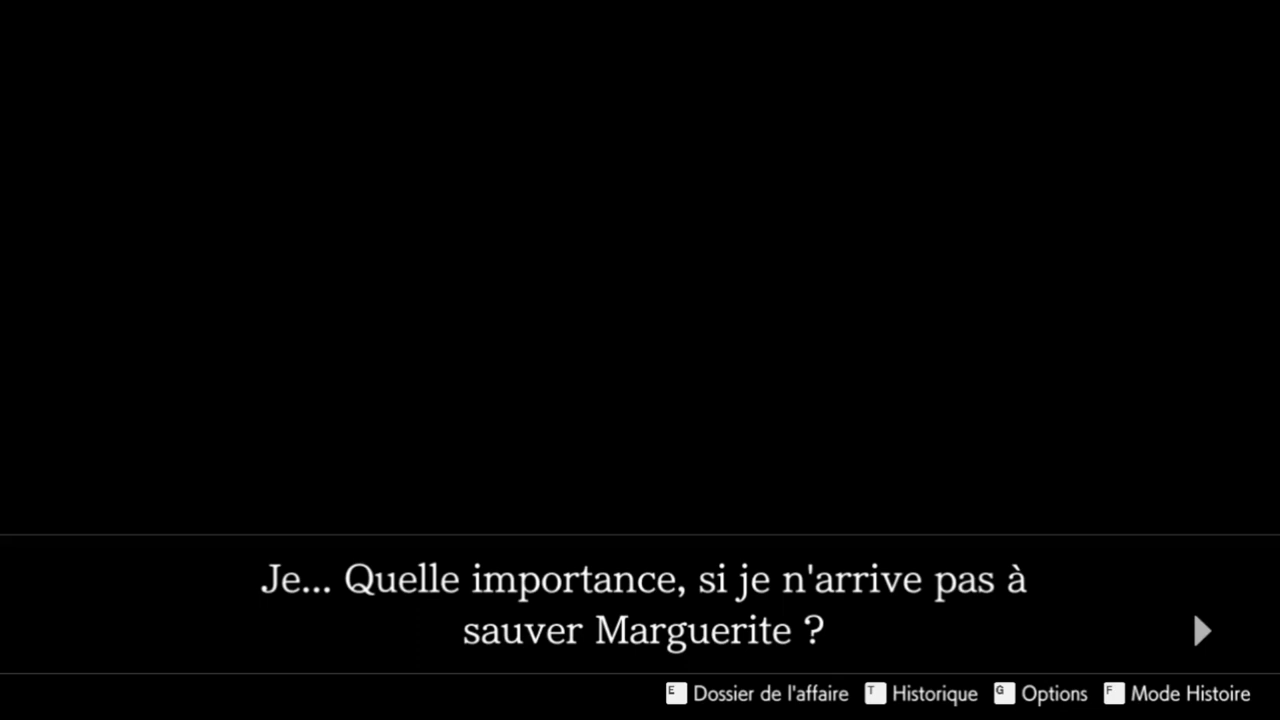 Je... Quelle importance, si je n'arrive pas à
sauver Marguerite ?
E Dossier de l'affaire T Historique G Options F Mode Histoire